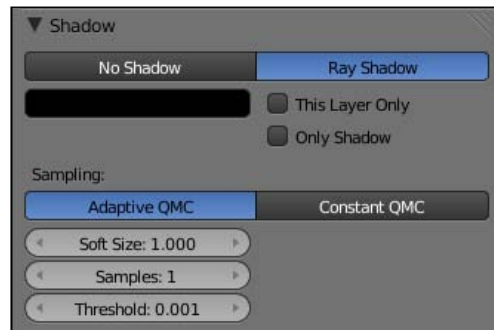 Shadow
No Shadow
Ray Shadow
This Layer Only
Only Shadow
Sampling:
Adaptive QMC
Constant QMC
Soft Size: 1.000
Samples: 1
Threshold: 0.001